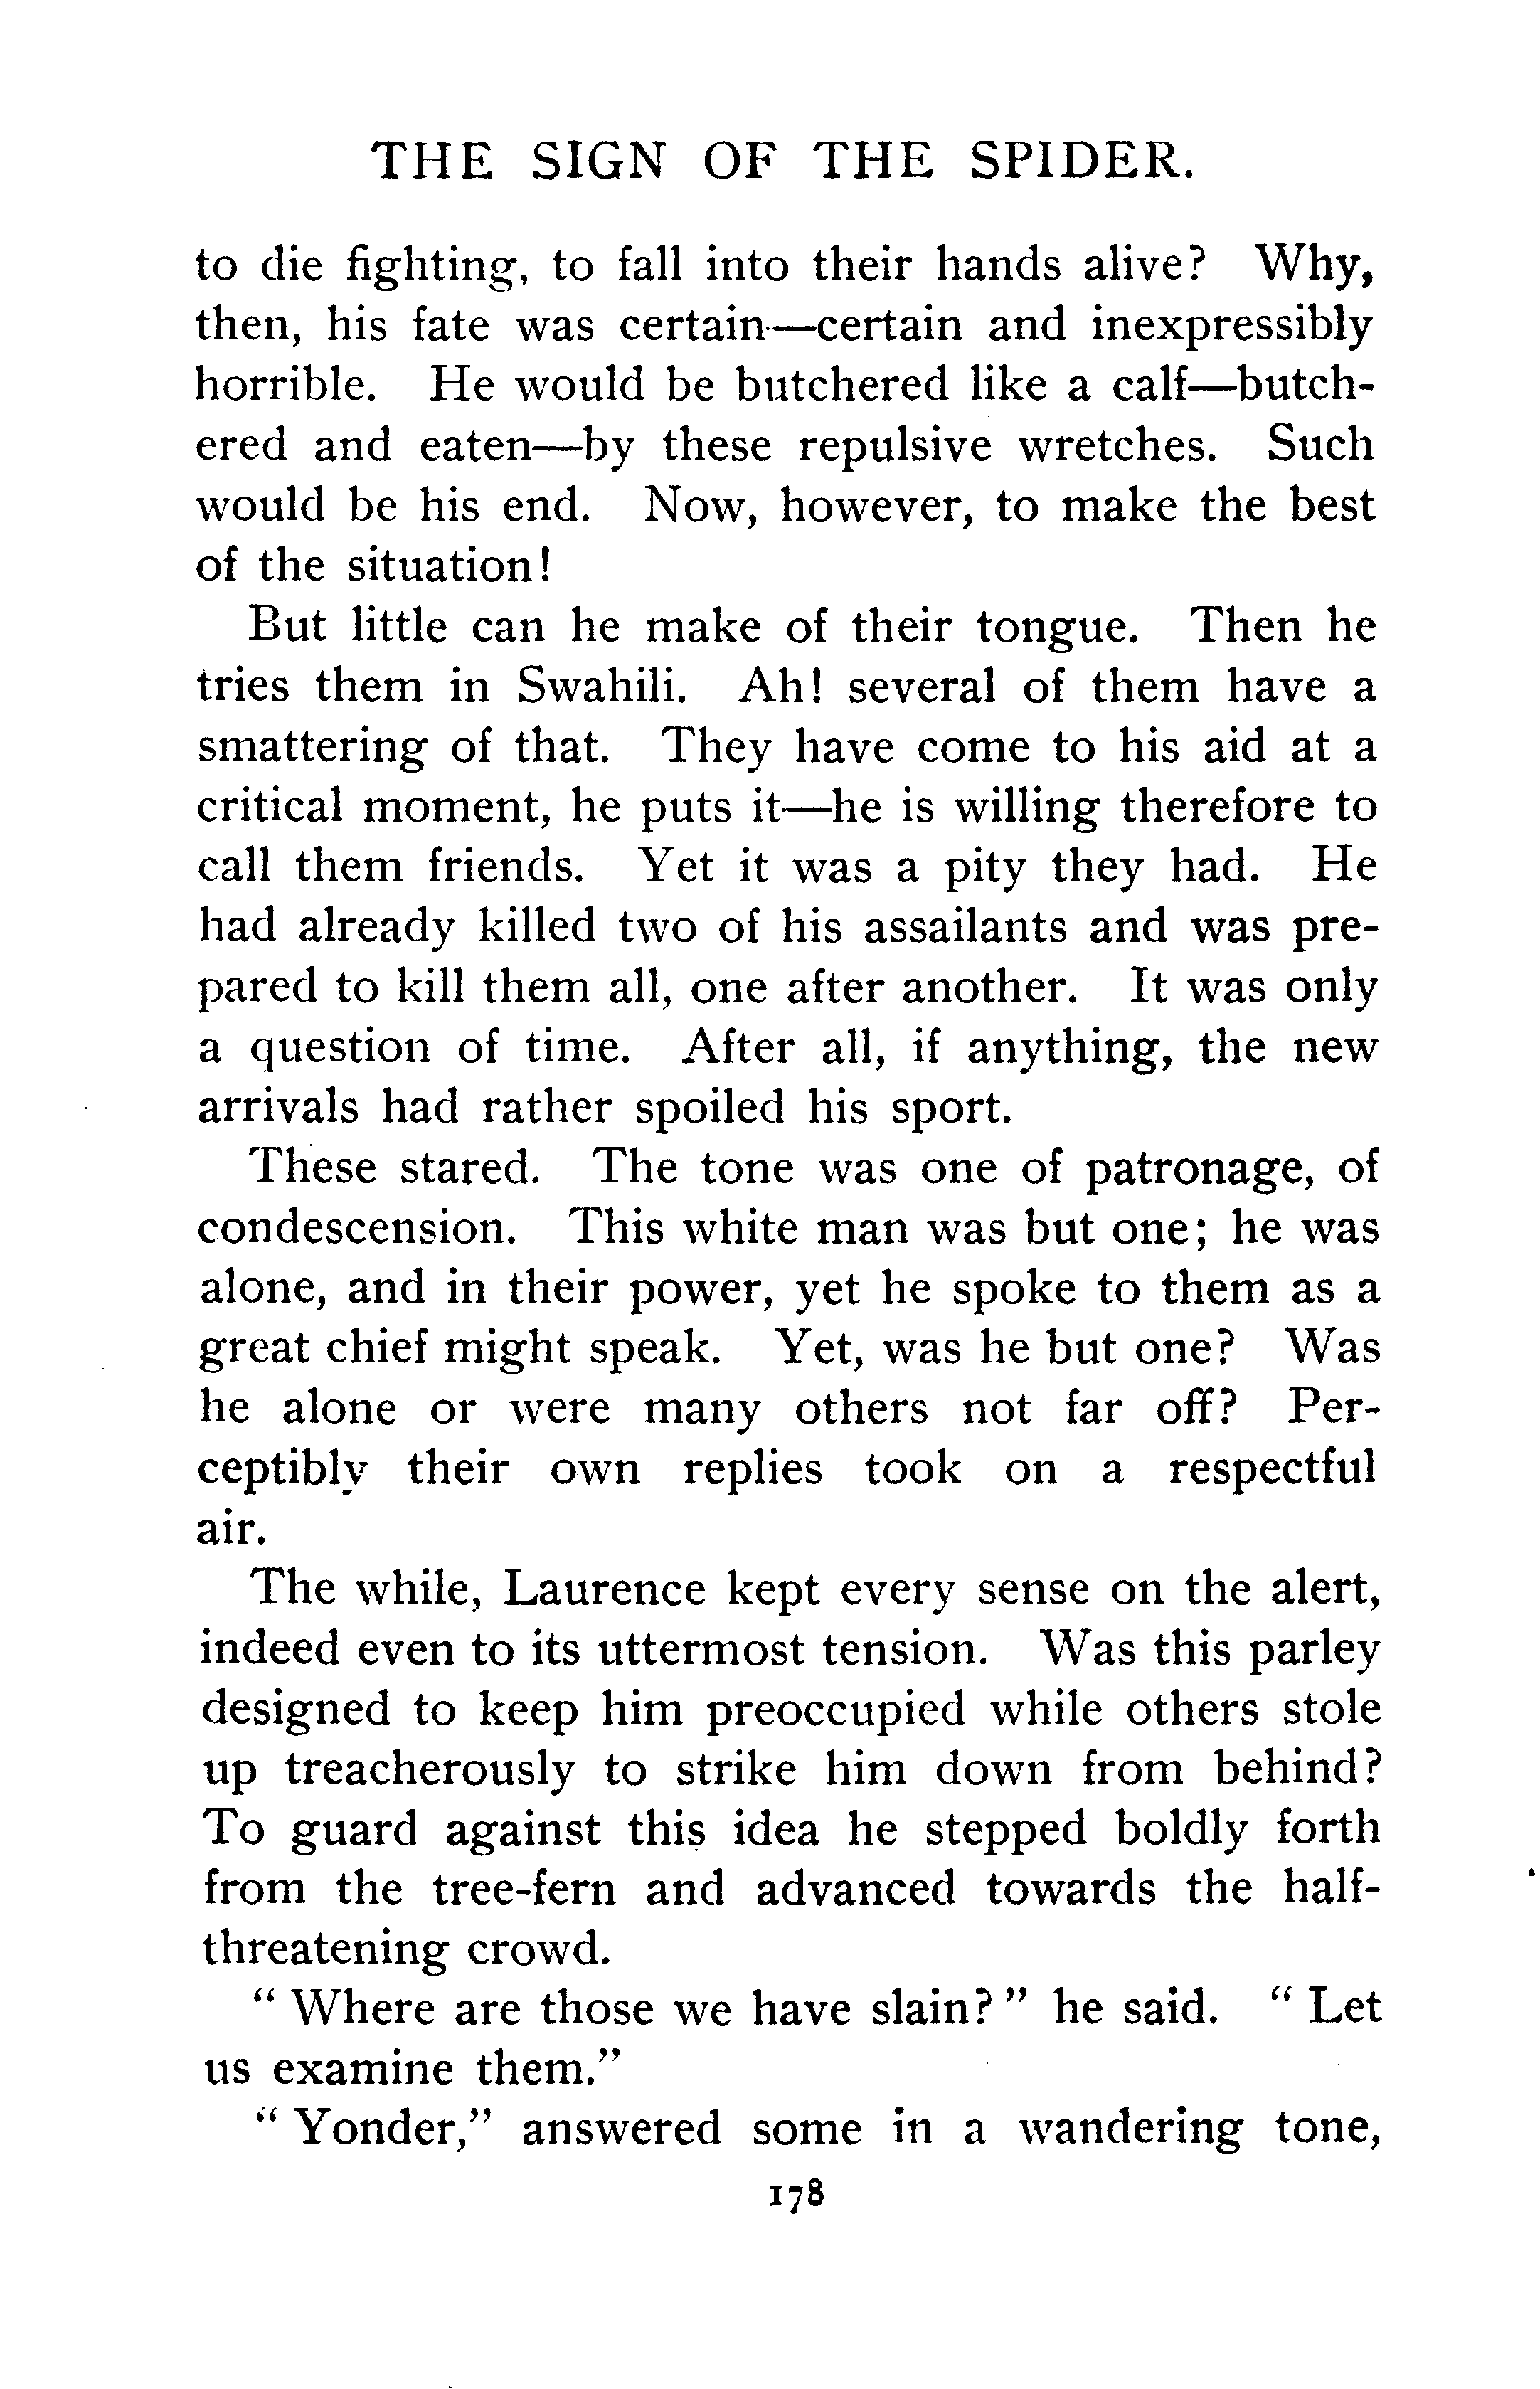 THE SIGN OF THE SPIDER.
to die fighting, to fall into their hands alive? Why,
then, his fate was certain—certain and inexpressibly
horrible. He would be butchered like a calf—butch-
ered and eaten—by these repulsive wretches. Such
would be his end. Now, however, to make the best
of the situation!
But little can he make of their tongue. Then he
tries them in Swahili. Ah! several of them have a
smattering of that. They have come to his aid at a
critical moment, he puts it—he is willing therefore to
call them friends. Yet it was a pity they had. He
had already killed two of his assailants and was pre-
pared to kill them all, one after another. It was only
a question of time. After all, if anything, the new
arrivals had rather spoiled his sport.
These stared. The tone was one of patronage, of
condescension. This white man was but one; he was
alone, and in their power, yet he spoke to them as a
great chief might speak. Yet, was he but one? Was
he alone or were many others not far off? Per-
ceptibly their own replies took on a respectful
air.
The while, Laurence kept every sense on the alert,
indeed even to its uttermost tension. Was this parley
designed to keep him preoccupied while others stole
up treacherously to strike him down from behind?
To guard against this idea he stepped boldly forth
from the tree-fern and advanced towards the half-
threatening crowd.
"Where are those we have slain?" he said. "Let
us examine them."
"Yonder," answered some in a wandering tone,
178